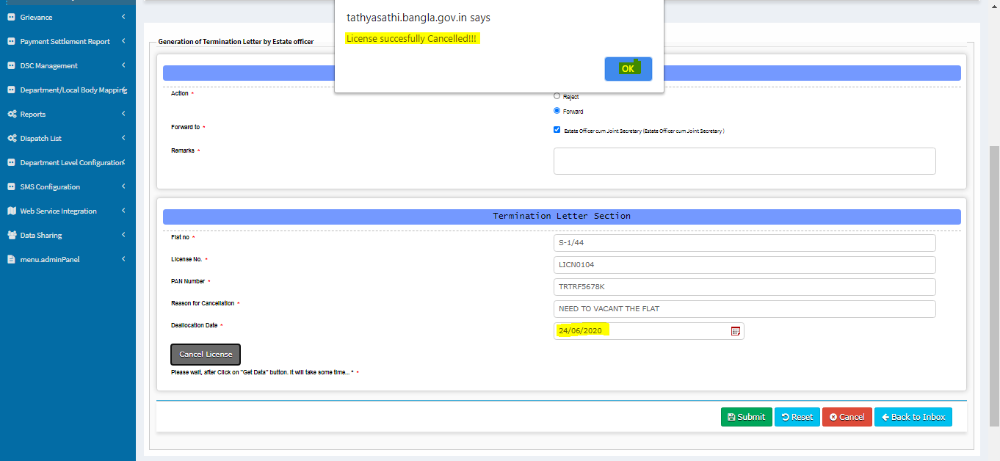 tathyasathi.bangla.gov.in says
License succesfully Cancelled!!!
OK
Grievance
Payment Settlement Report
DSC Management
Department/Local Body Mapping
Reports
Dispatch List
Department Level Configuration
SMS Configuration
Web Service Integration
Data Sharing
menu.adminPanel
Generation of Termination Letter by Estate officer
Action *
Reject
Forward
Forward to *
Estate Officer cum Joint Secretary (Estate Officer cum Joint Secretary )
Remarks *
Termination Letter Section
Flat no *
S-1/44
License No. *
LICN0104
PAN Number *
TRTRF5678K
Reason for Cancellation *
NEED TO VACANT THE FLAT
Deallocation Date *
24/06/2020
Cancel License
Please wait, after Click on "Get Data" button. It will take some time... * *
Submit
Reset
Cancel
Back to Inbox